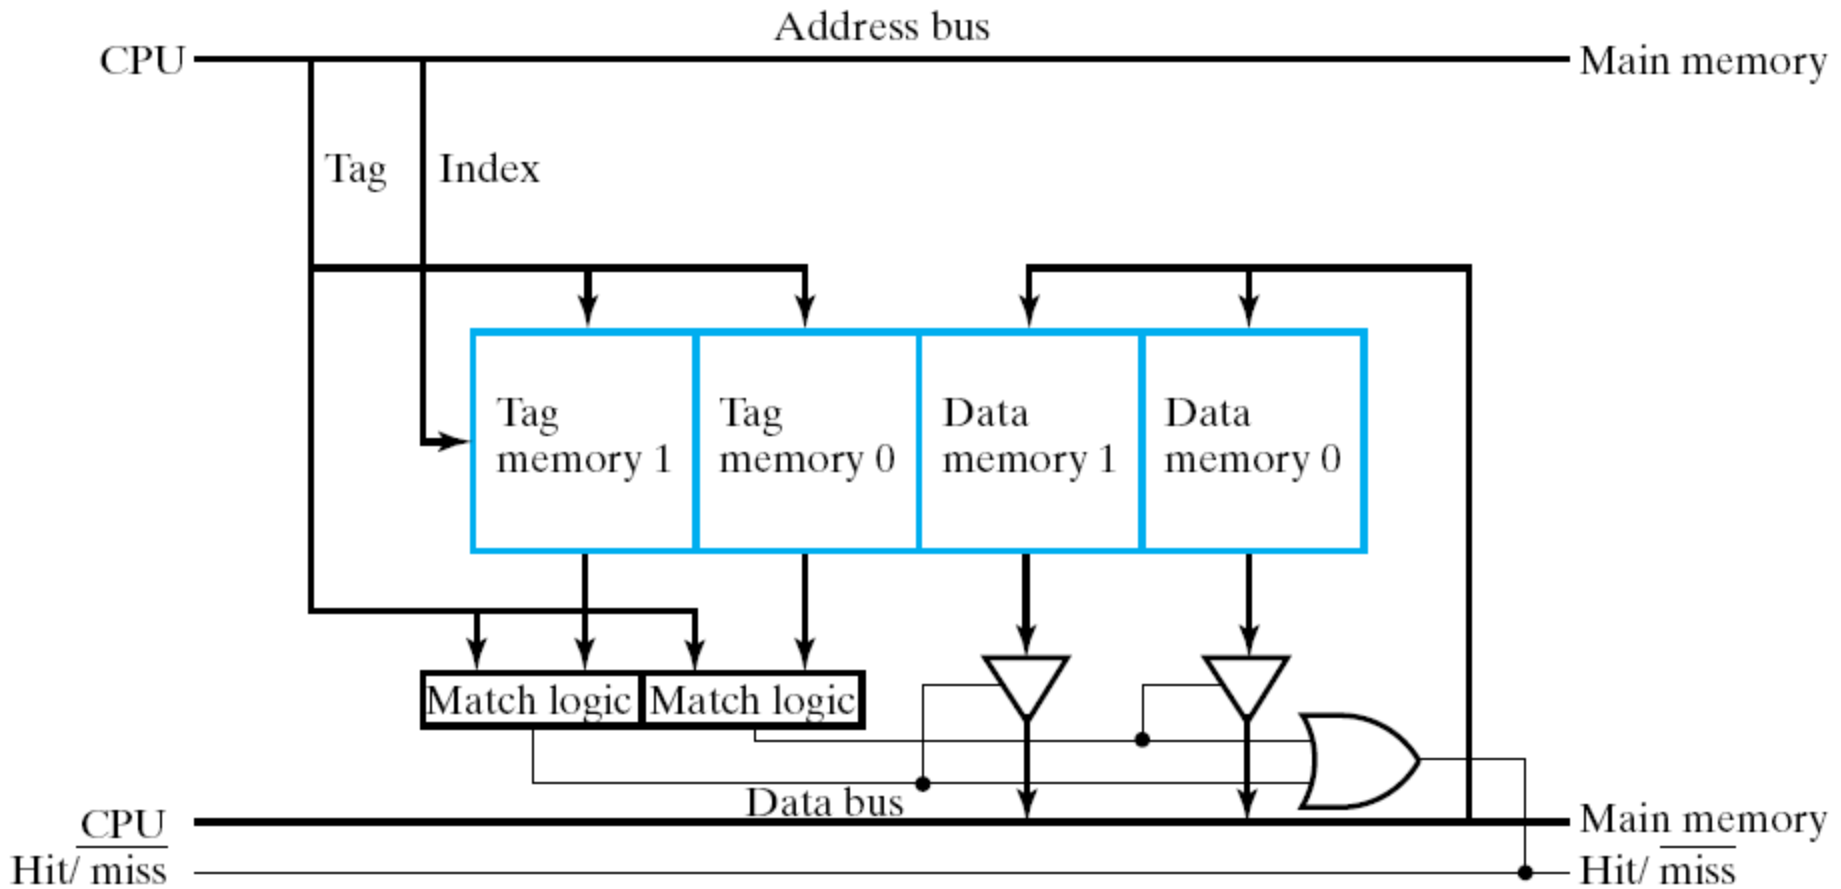 Address bus
CPU
Main memory
Tag
Index
Tag
memory 1
Tag
memory 0
Data
memory 1
Data
memory 0
Match logic
Match logic
Data bus
CPU
Main memory
Hit/ miss
Hit/ miss